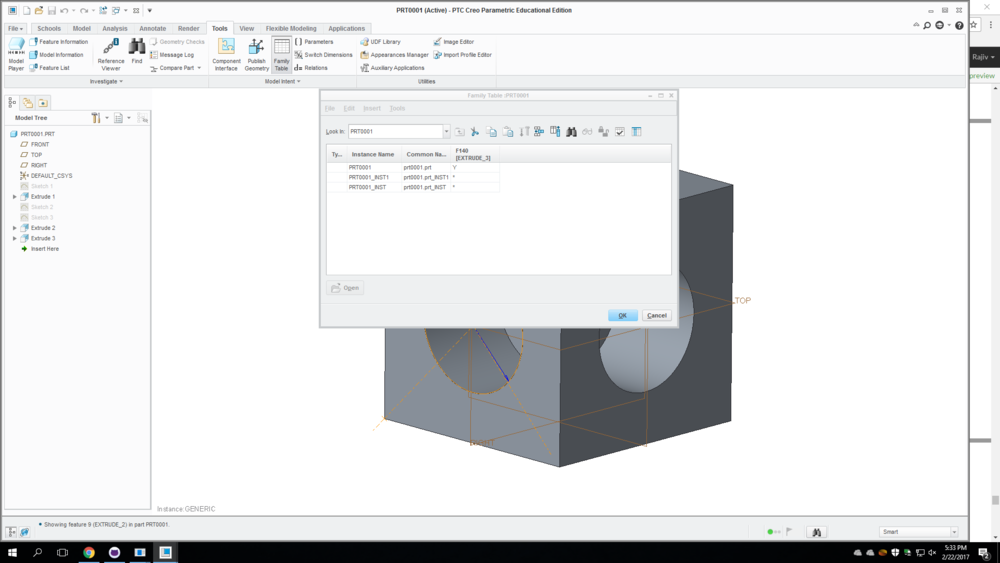 PRT0001 (Active) - PTC Creo Parametric Educational Edition
File
Schools
Model
Analysis
Annotate
Render
Tools
View
Flexible Modeling
Applications
Rajiv
preview
Model Player
Feature Information
Model Information
Feature List
Reference Viewer
Find
Geometry Checks
Message Log
Compare Part
Component Interface
Publish Geometry
Family Table
Parameters
Switch Dimensions
d= Relations
UDF Library
Appearances Manager
Auxiliary Applications
Image Editor
Import Profile Editor
Investigate
Model Intent
Utilities
Model Tree
PRT0001.PRT
FRONT
TOP
RIGHT
DEFAULT_CSYS
Sketch 1
Extrude 1
Sketch 2
Sketch 3
Extrude 2
Extrude 3
Insert Here
Family Table :PRT0001
File Edit Insert Tools
Look In: PRT0001
Ty... Instance Name Common Na... F140 [EXTRUDE_3]
PRT0001 prt0001.prt Y
PRT0001_INST1 prt0001.prt_INST1 *
PRT0001_INST prt0001.prt_INST *
Open
OK Cancel
TOP
FRONT
Instance:GENERIC
• Showing feature 9 (EXTRUDE_2) in part PRT0001.
Smart
5:33 PM
2/22/2017
2